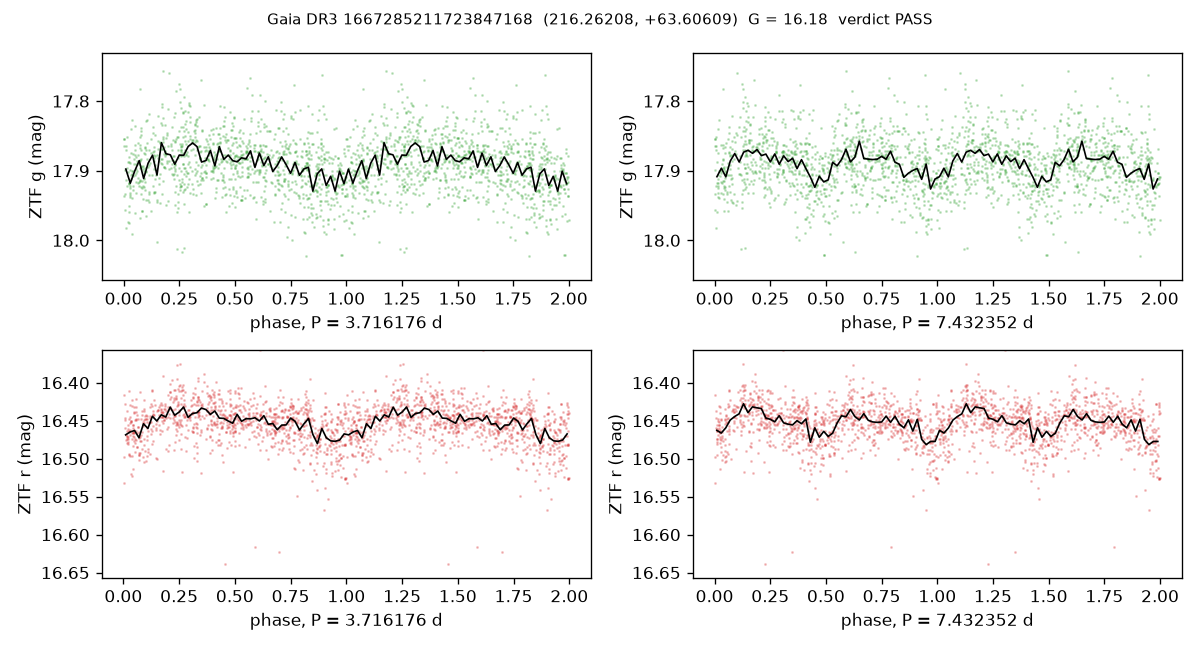 Gaia DR3 1667285211723847168 (216.26208, +63.60609) G = 16.18 verdict PASS
ZTF g (mag)
17.8
17.9
18.0
0.00 0.25 0.50 0.75 1.00 1.25 1.50 1.75 2.00
phase, P = 3.716176 d
ZTF g (mag)
17.8
17.9
18.0
0.00 0.25 0.50 0.75 1.00 1.25 1.50 1.75 2.00
phase, P = 7.432352 d
ZTF r (mag)
16.40
16.45
16.50
16.55
16.60
16.65
0.00 0.25 0.50 0.75 1.00 1.25 1.50 1.75 2.00
phase, P = 3.716176 d
ZTF r (mag)
16.40
16.45
16.50
16.55
16.60
16.65
0.00 0.25 0.50 0.75 1.00 1.25 1.50 1.75 2.00
phase, P = 7.432352 d